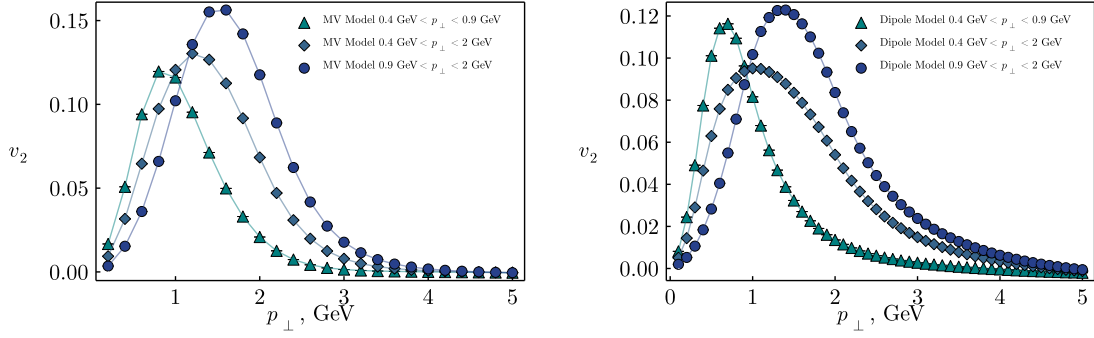 MV Model 0.4 GeV< p⊥ < 0.9 GeV
MV Model 0.4 GeV< p⊥ < 2 GeV
MV Model 0.9 GeV< p⊥ < 2 GeV
0.15
0.10
v2
0.05
0.00
1 2 3 4 5
p⊥ , GeV
Dipole Model 0.4 GeV< p⊥ < 0.9 GeV
Dipole Model 0.4 GeV< p⊥ < 2 GeV
Dipole Model 0.9 GeV< p⊥ < 2 GeV
0.12
0.10
0.08
v2
0.06
0.04
0.02
0.00
0 1 2 3 4 5
p⊥ , GeV